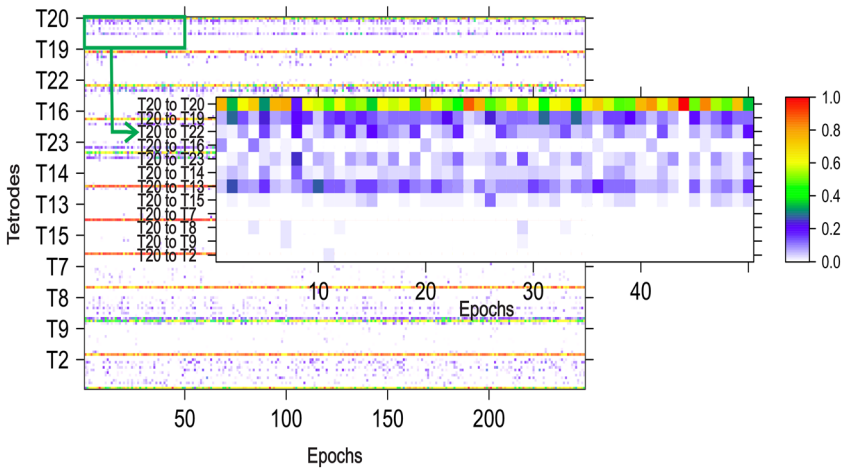 T20
T19
T22
T16
T23
T14
T13
T15
T7
T8
T9
T2
Tetrodes
50 100 150 200
Epochs
T20 to T20
T20 to T19
T20 to T22
T20 to T16
T20 to T23
T20 to T14
T20 to T13
T20 to T15
T20 to T7
T20 to T8
T20 to T9
T20 to T2
10 20 30 40
Epochs
1.0
0.8
0.6
0.4
0.2
0.0